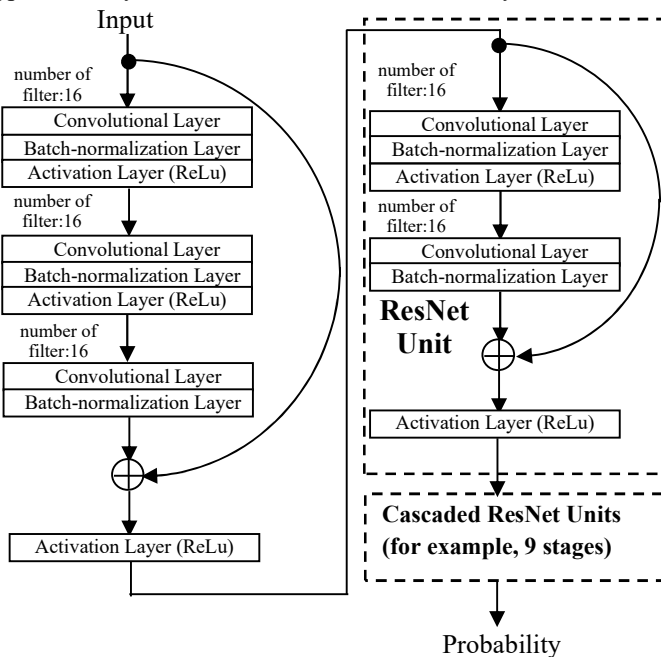 Input
number of
filter:16
Convolutional Layer
Batch-normalization Layer
Activation Layer (ReLu)
number of
filter:16
Convolutional Layer
Batch-normalization Layer
Activation Layer (ReLu)
number of
filter:16
Convolutional Layer
Batch-normalization Layer
Activation Layer (ReLu)
number of
filter:16
Convolutional Layer
Batch-normalization Layer
Activation Layer (ReLu)
number of
filter:16
Convolutional Layer
Batch-normalization Layer
ResNet
Unit
Activation Layer (ReLu)
Cascaded ResNet Units
(for example, 9 stages)
Probability